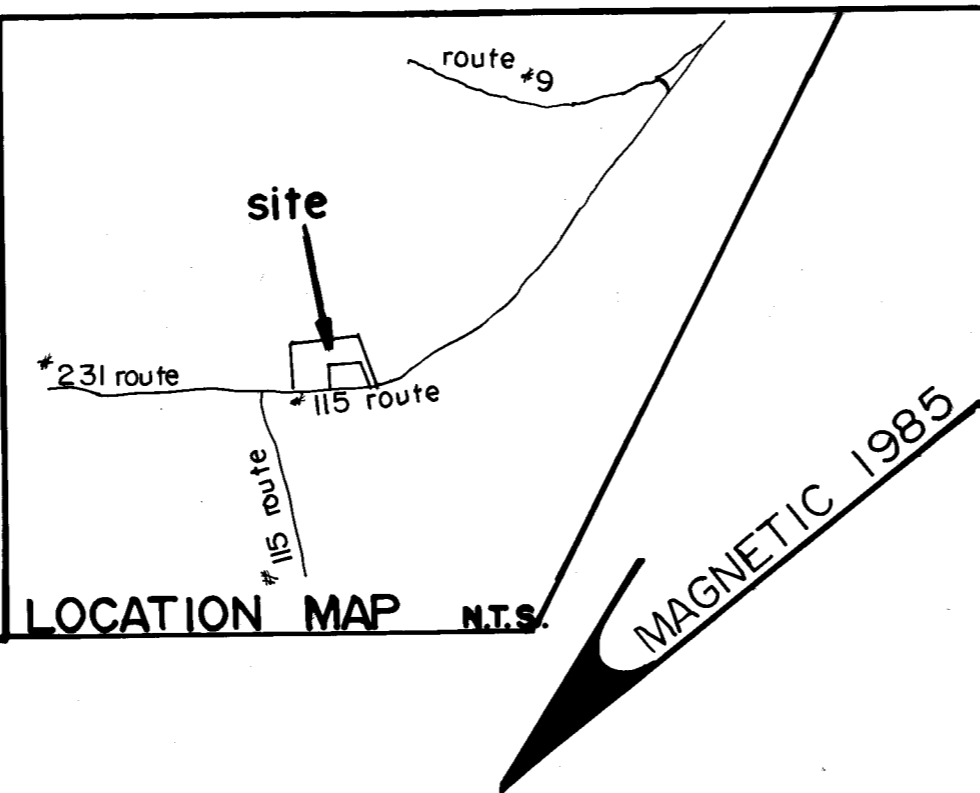 route #9
site
#231 route
#115 route
#115 route
MAGNETIC 1985
LOCATION MAP N.T.S.